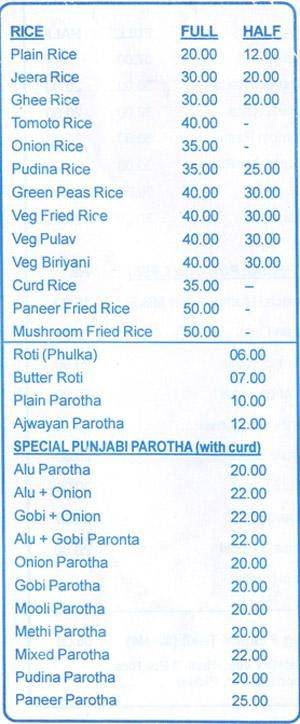 RICE FULL HALF
Plain Rice 20.00 12.00
Jeera Rice 30.00 20.00
Ghee Rice 30.00 20.00
Tomoto Rice 40.00 -
Onion Rice 35.00 -
Pudina Rice 35.00 25.00
Green Peas Rice 40.00 30.00
Veg Fried Rice 40.00 30.00
Veg Pulav 40.00 30.00
Veg Biriyani 40.00 30.00
Curd Rice 35.00 –
Paneer Fried Rice 50.00 -
Mushroom Fried Rice 50.00 -
Roti (Phulka) 06.00
Butter Roti 07.00
Plain Parotha 10.00
Ajwayan Parotha 12.00
SPECIAL PUNJABI PAROTHA (with curd)
Alu Parotha 20.00
Alu + Onion 22.00
Gobi + Onion 22.00
Alu + Gobi Paronta 22.00
Onion Parotha 20.00
Gobi Parotha 20.00
Mooli Parotha 20.00
Methi Parotha 20.00
Mixed Parotha 22.00
Pudina Parotha 20.00
Paneer Parotha 25.00